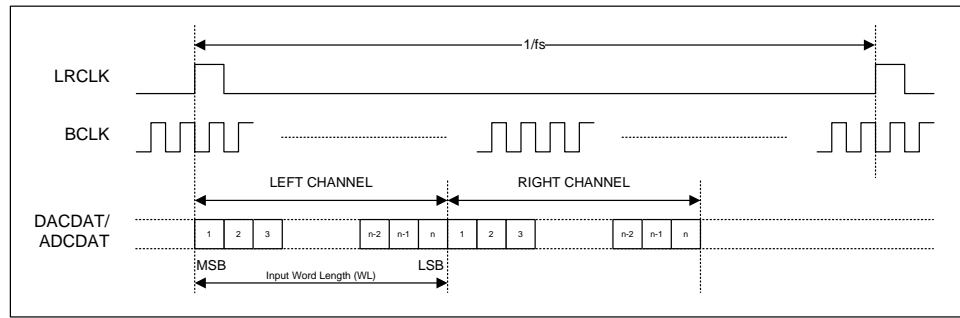 1/fs
LRCLK
BCLK
LEFT CHANNEL RIGHT CHANNEL
DACDAT/
ADCDAT
1 2 3 n-2 n-1 n 1 2 3 n-2 n-1 n
MSB LSB
Input Word Length (WL)